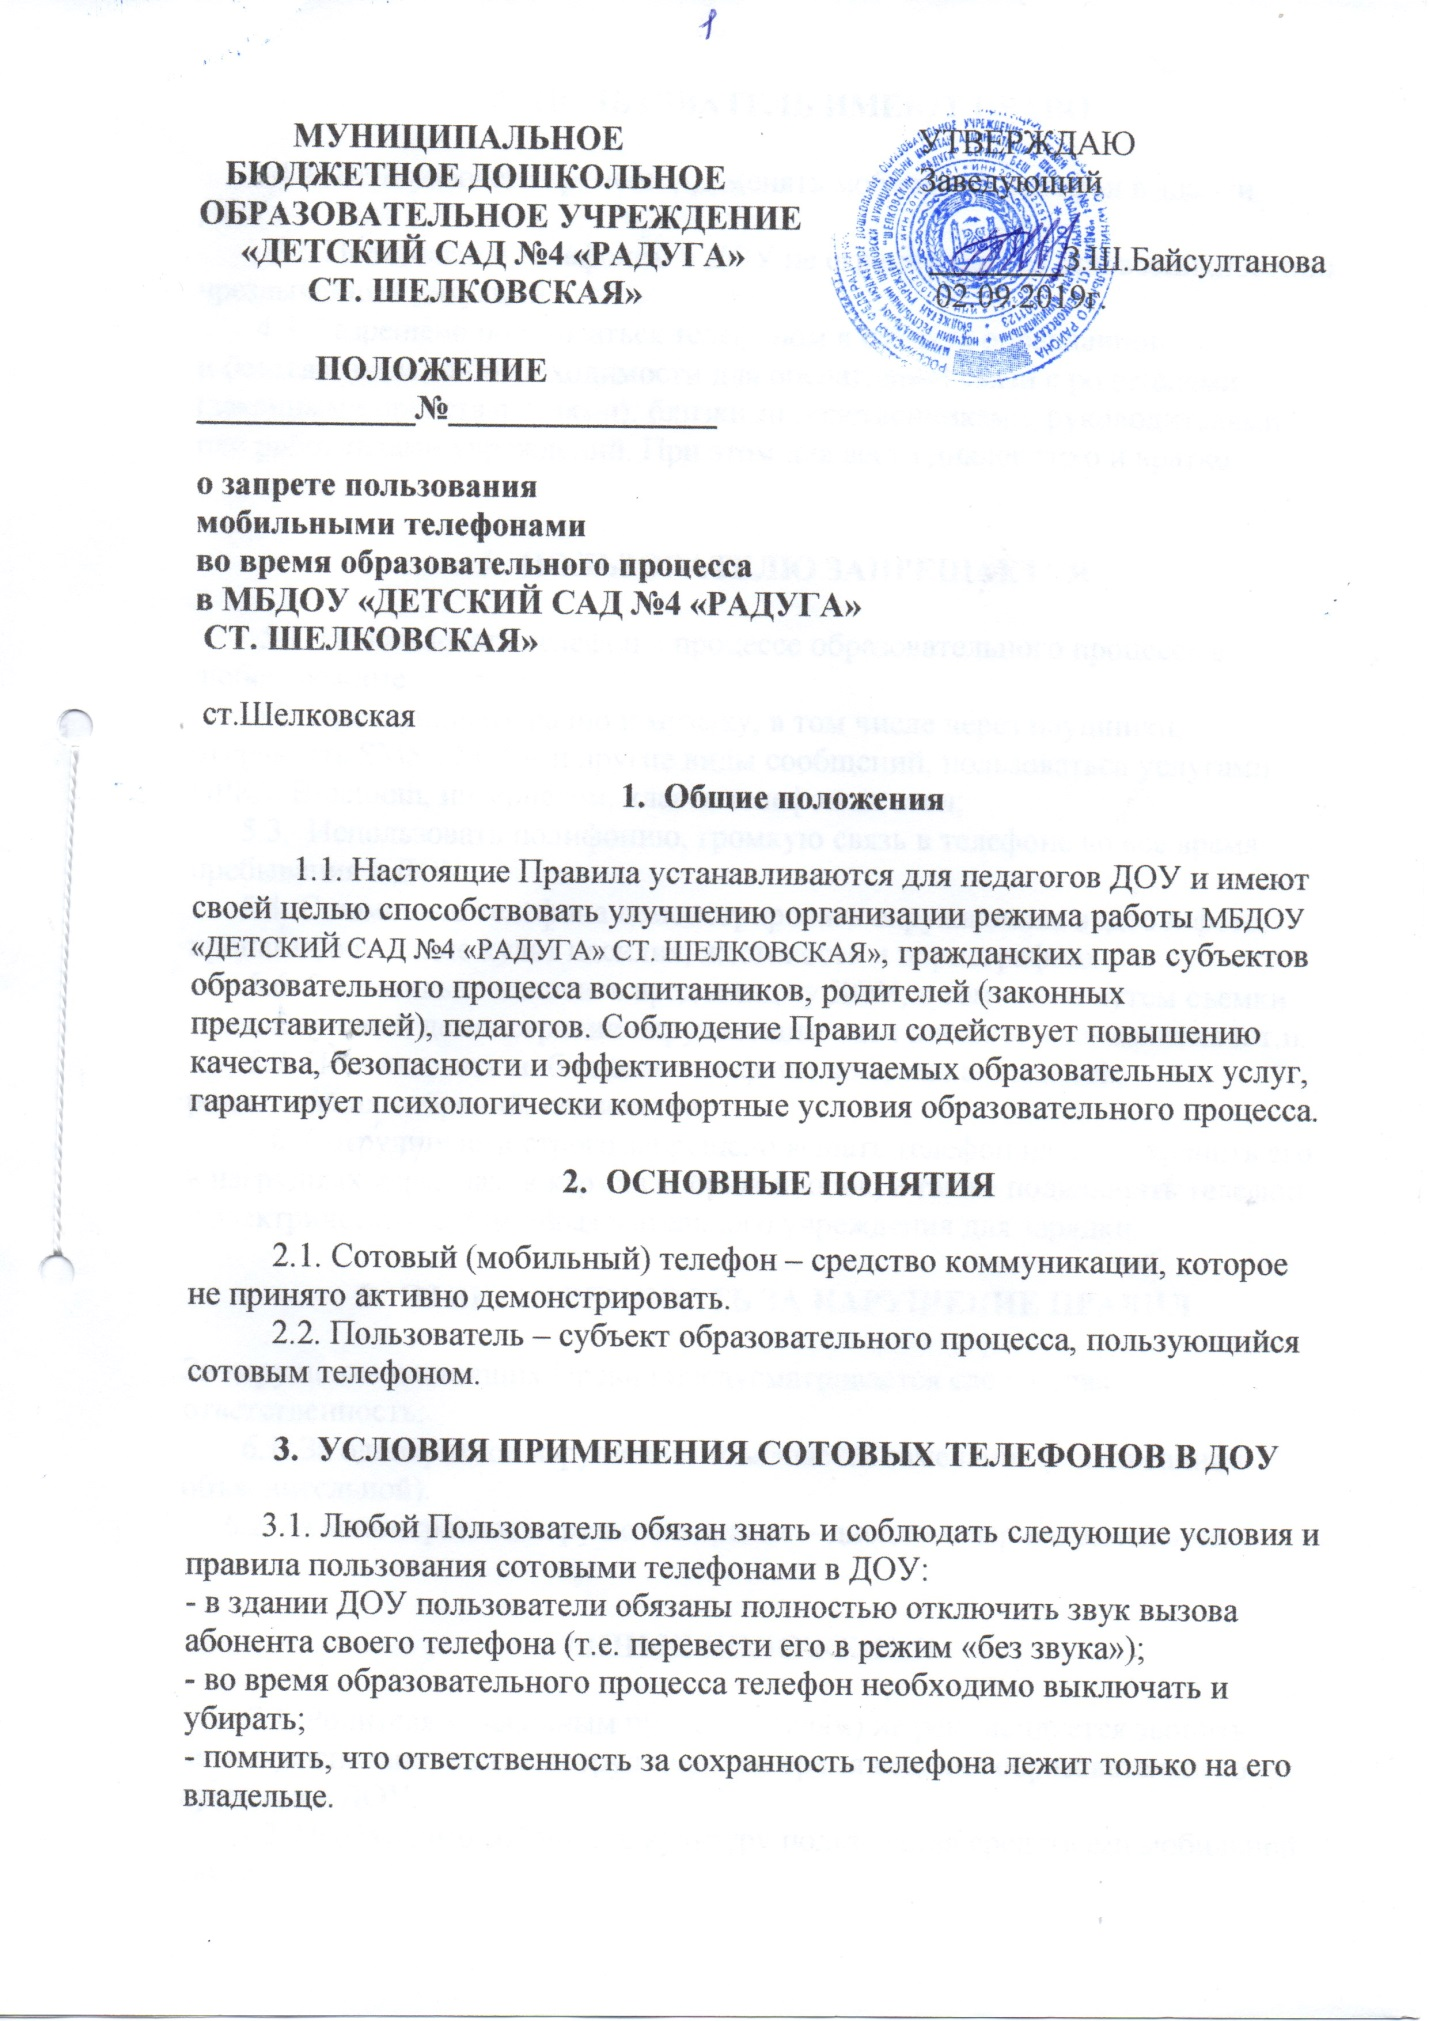 1
МУНИЦИПАЛЬНОЕ
БЮДЖЕТНОЕ ДОШКОЛЬНОЕ
ОБРАЗОВАТЕЛЬНОЕ УЧРЕЖДЕНИЕ
«ДЕТСКИЙ САД №4 «РАДУГА»
СТ. ШЕЛКОВСКАЯ»
УТВЕРЖДАЮ
Заведующий
З.Ш.Байсултанова
02.09.2019г.
ПОЛОЖЕНИЕ
_____________№________________
о запрете пользования
мобильными телефонами
во время образовательного процесса
в МБДОУ «ДЕТСКИЙ САД №4 «РАДУГА»
СТ. ШЕЛКОВСКАЯ»
ст.Шелковская
1. Общие положения
1.1. Настоящие Правила устанавливаются для педагогов ДОУ и имеют
своей целью способствовать улучшению организации режима работы МБДОУ
«ДЕТСКИЙ САД №4 «РАДУГА» СТ. ШЕЛКОВСКАЯ», гражданских прав субъектов
образовательного процесса воспитанников, родителей (законных
представителей), педагогов. Соблюдение Правил содействует повышению
качества, безопасности и эффективности получаемых образовательных услуг,
гарантирует психологически комфортные условия образовательного процесса.
2. ОСНОВНЫЕ ПОНЯТИЯ
2.1. Сотовый (мобильный) телефон – средство коммуникации, которое
не принято активно демонстрировать.
2.2. Пользователь – субъект образовательного процесса, пользующийся
сотовым телефоном.
3. УСЛОВИЯ ПРИМЕНЕНИЯ СОТОВЫХ ТЕЛЕФОНОВ В ДОУ
3.1. Любой Пользователь обязан знать и соблюдать следующие условия и
правила пользования сотовыми телефонами в ДОУ:
- в здании ДОУ пользователи обязаны полностью отключить звук вызова
абонента своего телефона (т.е. перевести его в режим «без звука»);
- во время образовательного процесса телефон необходимо выключать и
убирать;
- помнить, что ответственность за сохранность телефона лежит только на его
владельце.